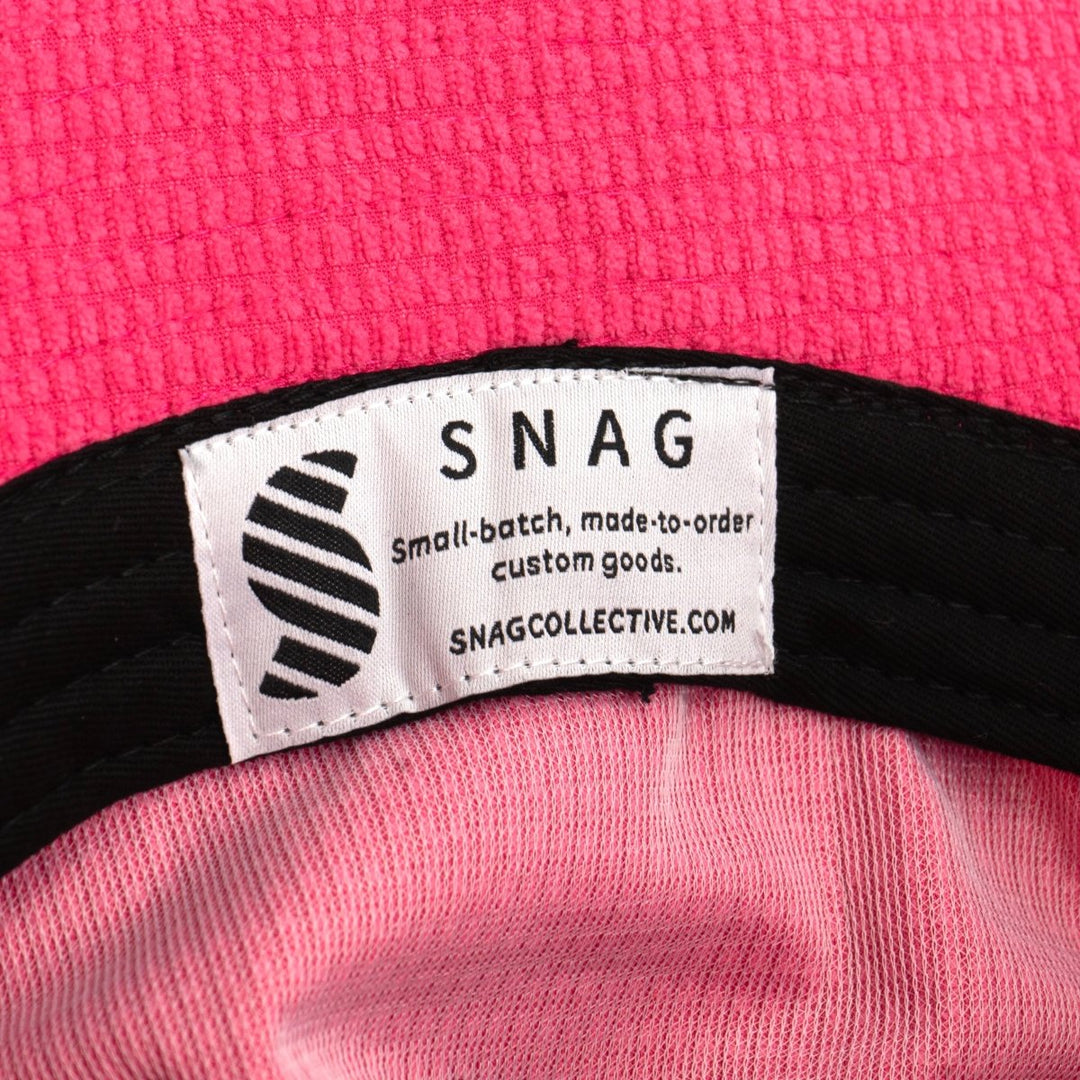 SNAG
Small-batch, made-to-order
custom goods.
SNAGCOLLECTIVE.COM